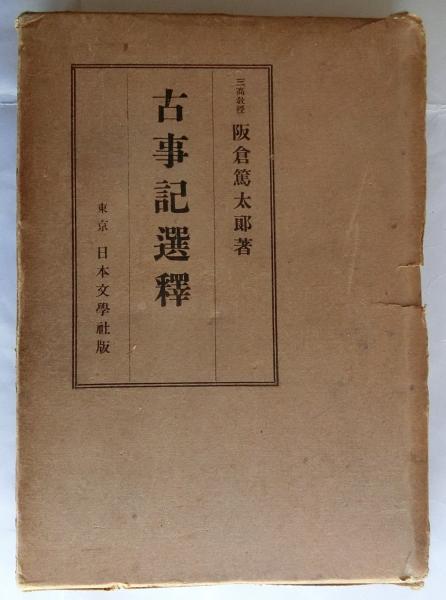 三高教授 阪倉篤太郎著
古事記選釋
東京 日本文學社版